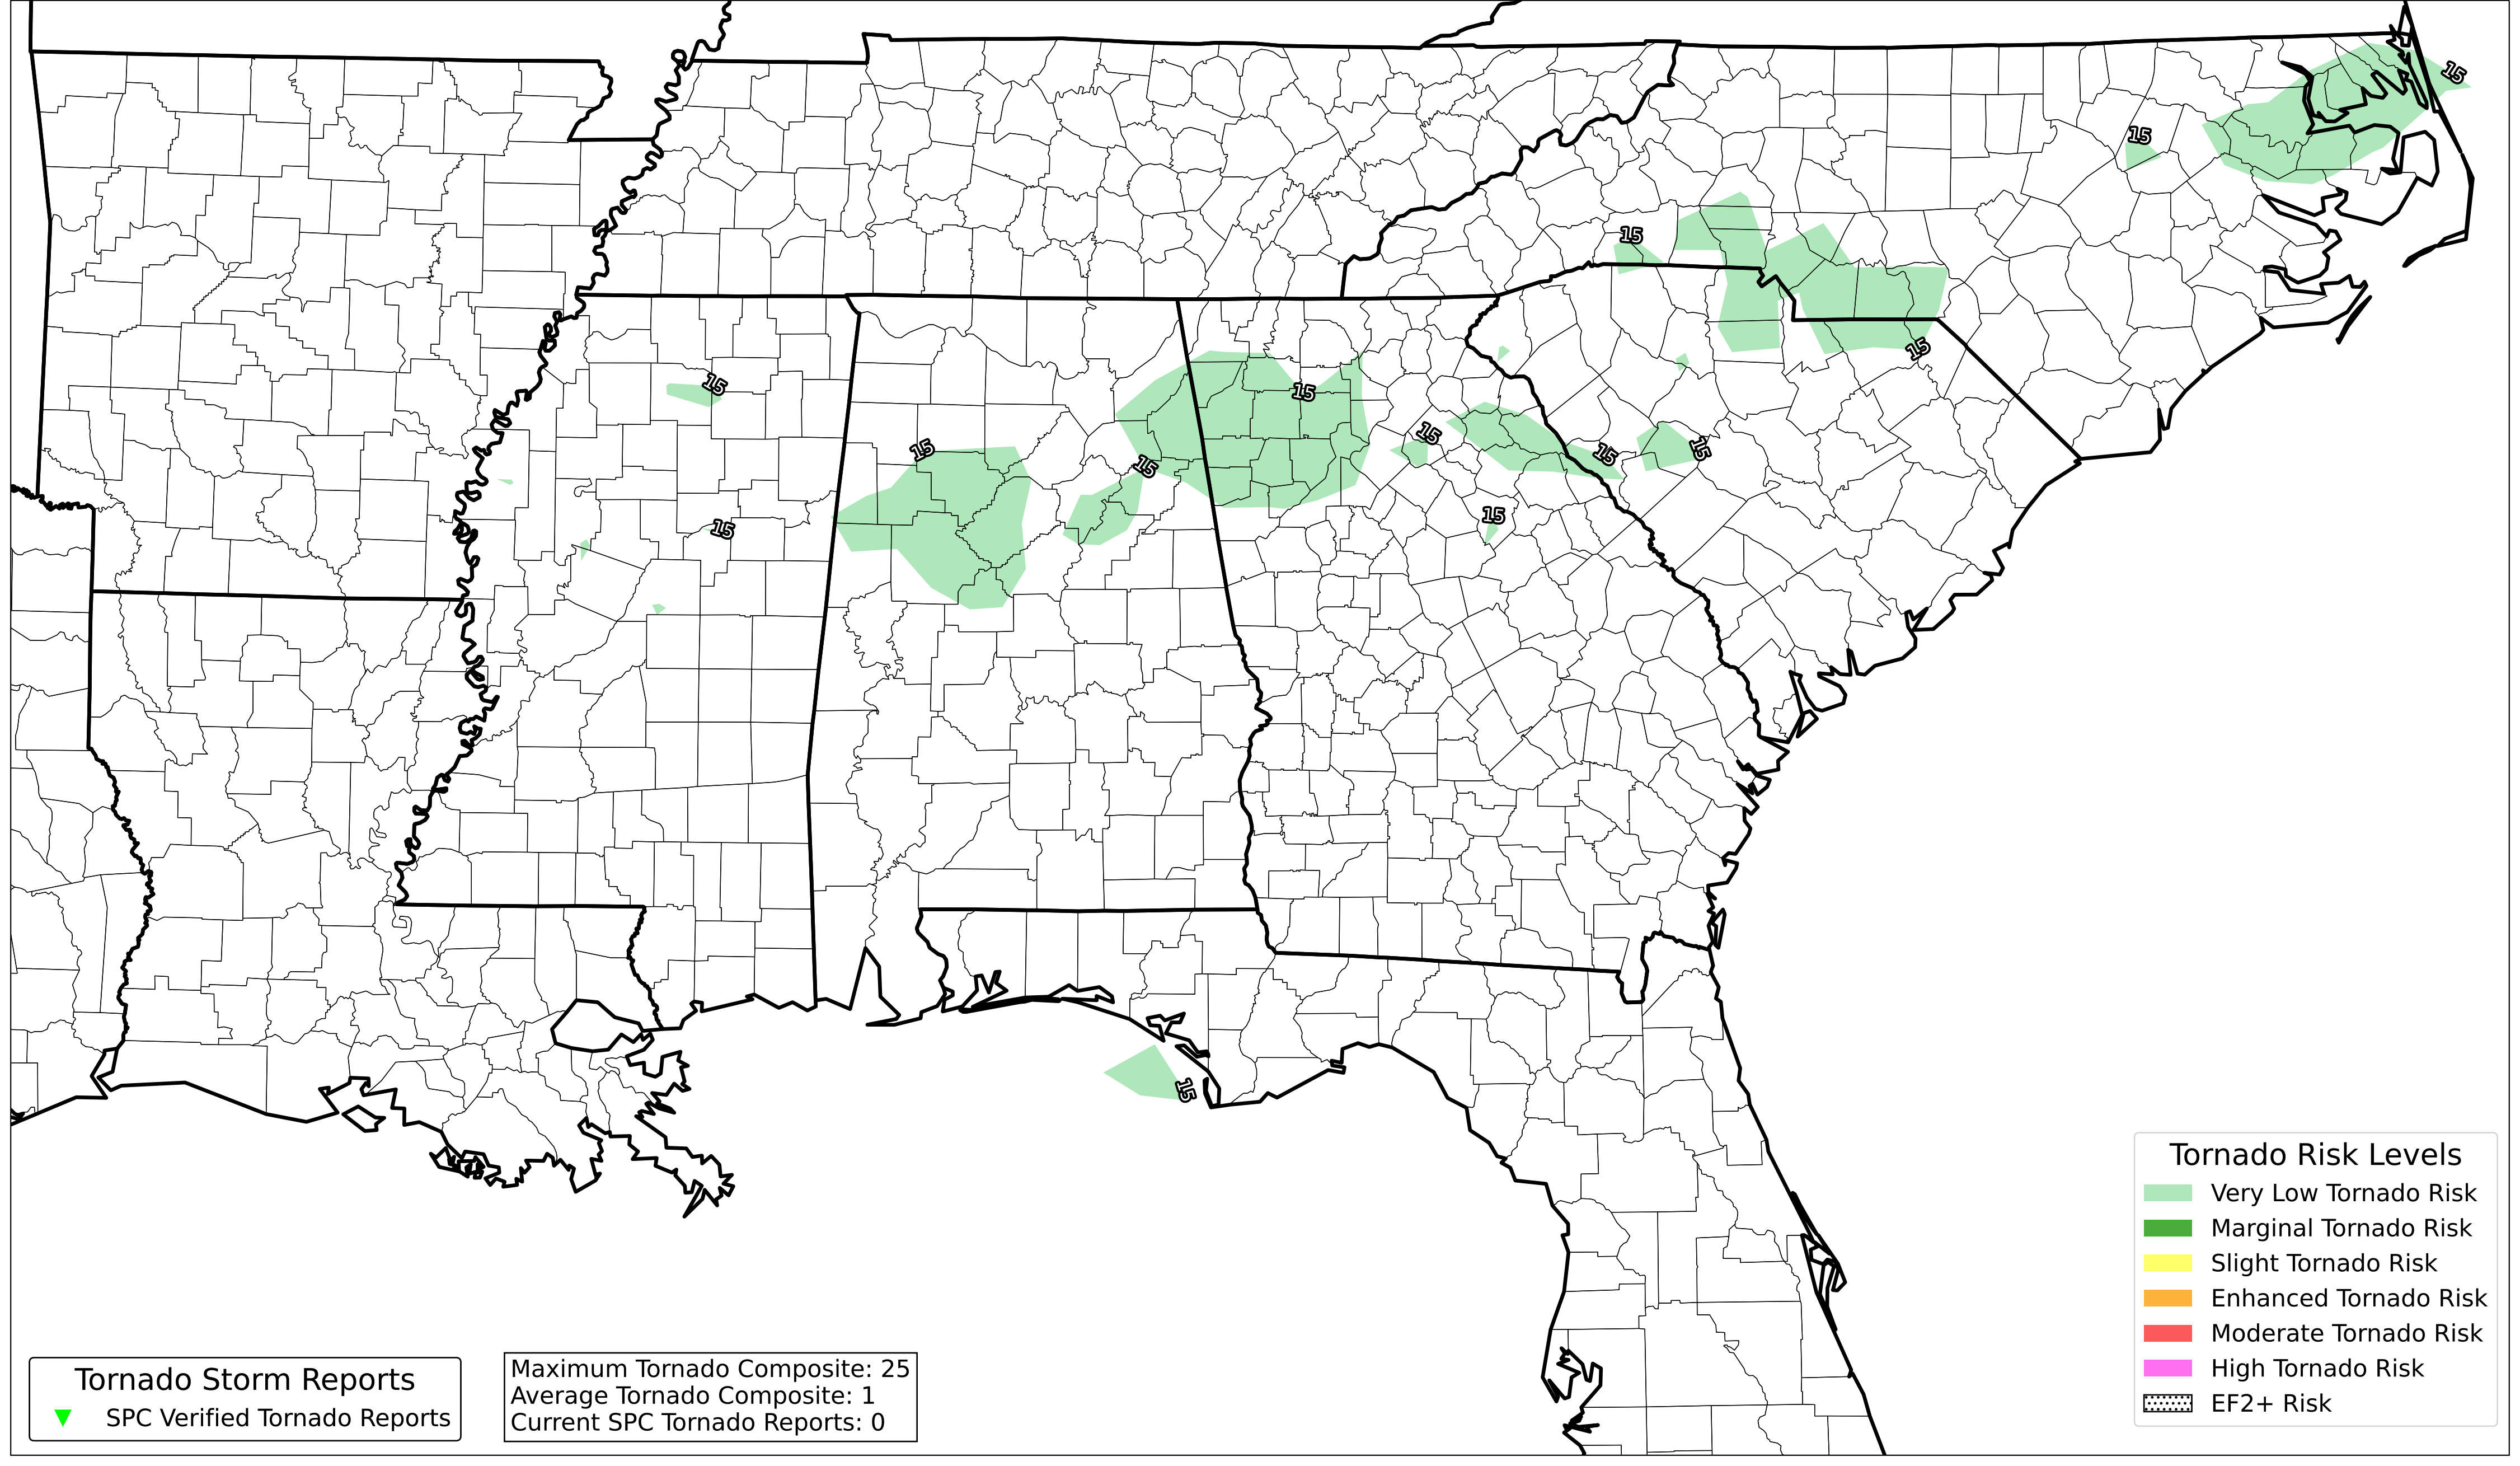 15
15
15
15
15
15
15
15
15
15
15
15
15
15
Tornado Risk Levels
Very Low Tornado Risk
Marginal Tornado Risk
Slight Tornado Risk
Enhanced Tornado Risk
Moderate Tornado Risk
High Tornado Risk
EF2+ Risk
Tornado Storm Reports
SPC Verified Tornado Reports
Maximum Tornado Composite: 25
Average Tornado Composite: 1
Current SPC Tornado Reports: 0